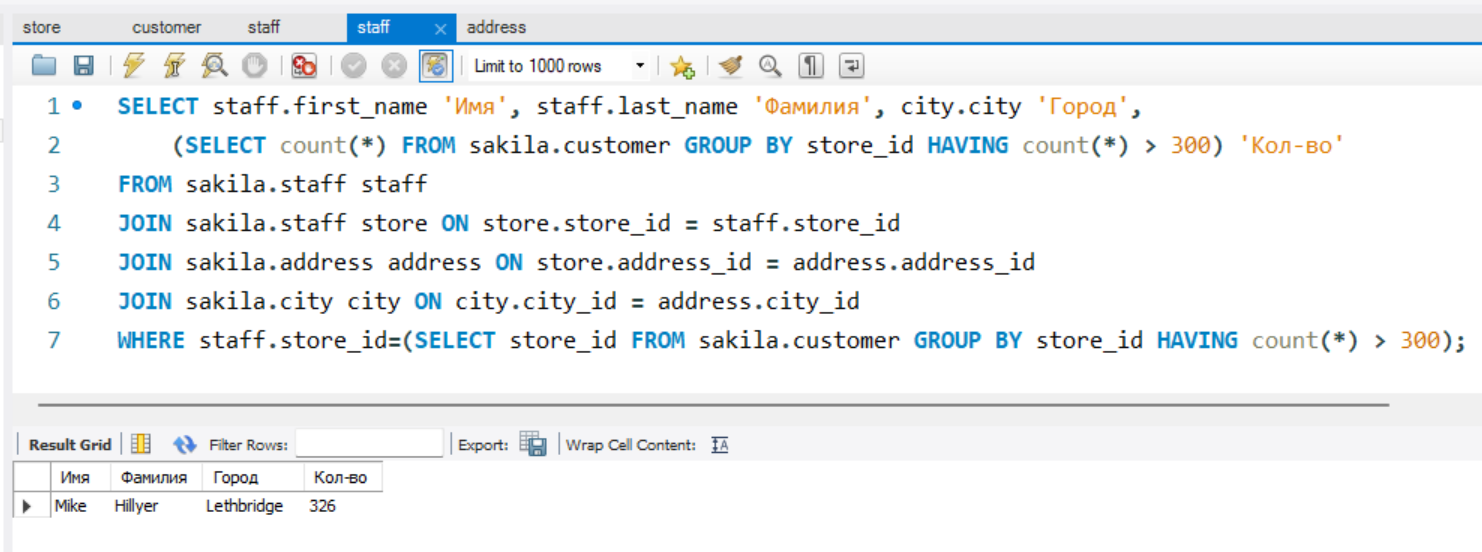 store customer staff staff × address
Limit to 1000 rows
1 SELECT staff.first_name 'Имя', staff.last_name 'Фамилия', city.city 'Город',
2 (SELECT count(*) FROM sakila.customer GROUP BY store_id HAVING count(*) > 300) 'Кол-во'
3 FROM sakila.staff staff
4 JOIN sakila.staff store ON store.store_id = staff.store_id
5 JOIN sakila.address address ON store.address_id = address.address_id
6 JOIN sakila.city city ON city.city_id = address.city_id
7 WHERE staff.store_id=(SELECT store_id FROM sakila.customer GROUP BY store_id HAVING count(*) > 300);
Result Grid Filter Rows: Export: Wrap Cell Content: IA
Имя Фамилия Город Кол-во
Mike Hillyer Lethbridge 326